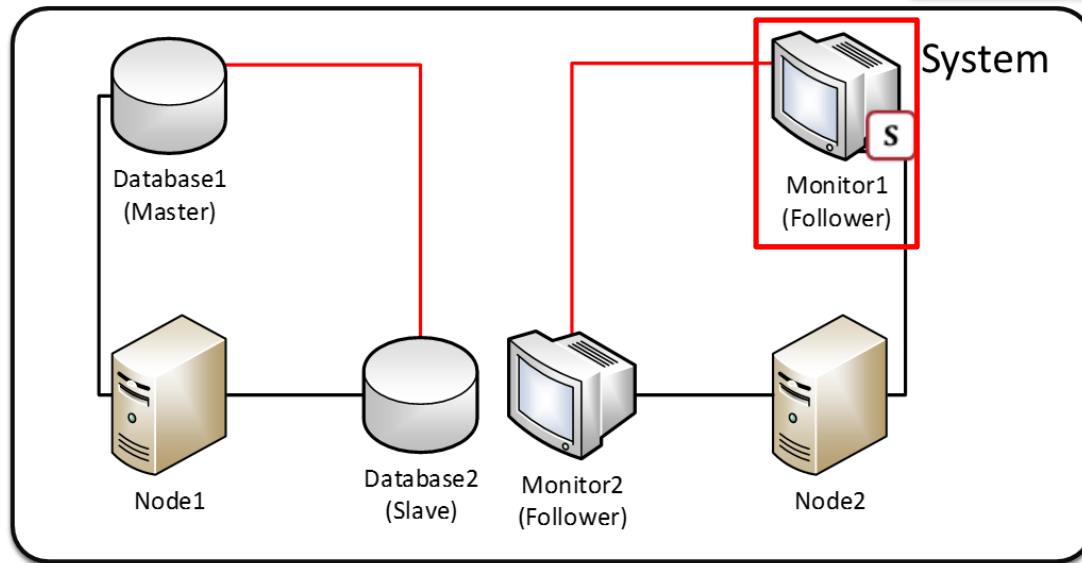 System
S
Database1
(Master)
Monitor1
(Follower)
Node1
Database2
(Slave)
Monitor2
(Follower)
Node2